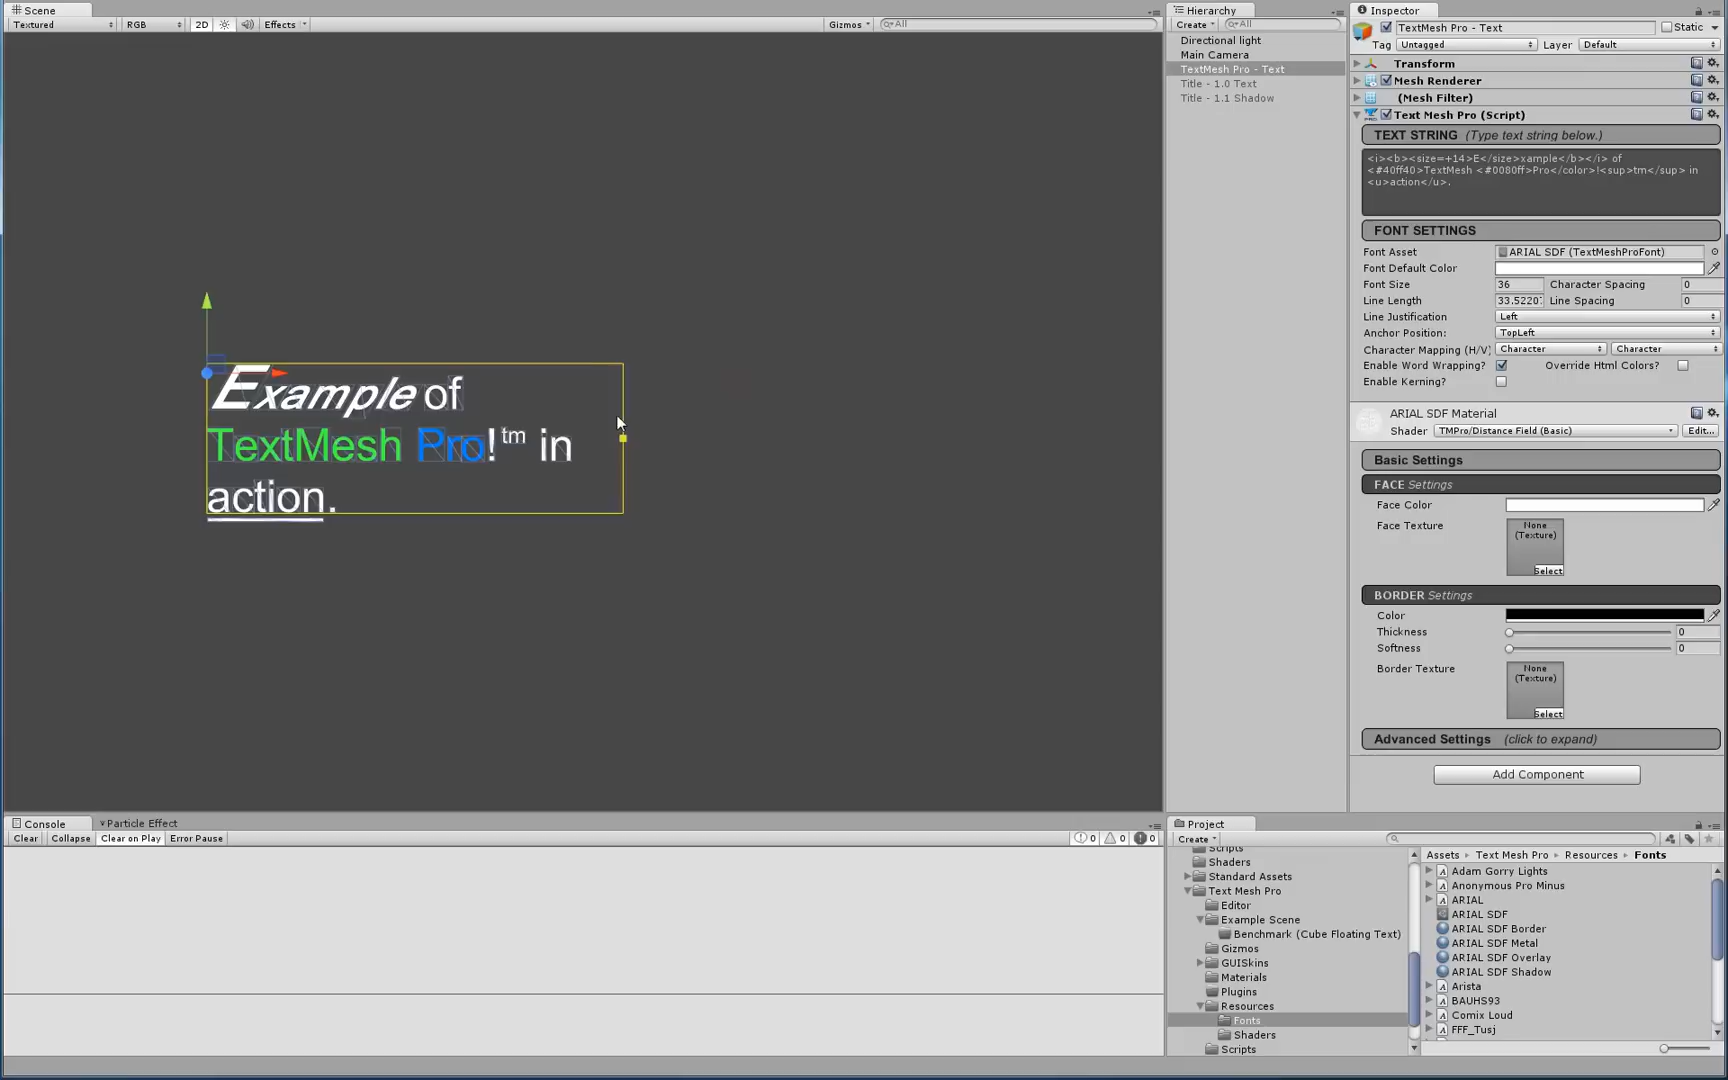 Scene
Textured
RGB
2D
Effects
Gizmos
All
Example of
TextMesh Pro!tm in
action.
Console
Particle Effect
Clear
Collapse
Clear on Play
Error Pause
0
0
0
Hierarchy
Create
All
Directional light
Main Camera
TextMesh Pro - Text
Title - 1.0 Text
Title - 1.1 Shadow
Inspector
TextMesh Pro - Text
Static
Tag
Untagged
Layer
Default
Transform
Mesh Renderer
(Mesh Filter)
Text Mesh Pro (Script)
TEXT STRING (Type text string below.)
<i><b><size=+14>E</size>xample</b></i> of
<#40ff40>TextMesh <#0080ff>Pro</color>!<sup>tm</sup> in
<u>action</u>.
FONT SETTINGS
Font Asset
ARIAL SDF (TextMeshProFont)
Font Default Color
Font Size
36
Character Spacing
0
Line Length
33.5220
Line Spacing
0
Line Justification
Left
Anchor Position:
TopLeft
Character Mapping (H/V)
Character
Character
Enable Word Wrapping?
Override Html Colors?
Enable Kerning?
ARIAL SDF Material
Shader
TMPro/Distance Field (Basic)
Edit...
Basic Settings
FACE Settings
Face Color
Face Texture
None
(Texture)
Select
BORDER Settings
Color
Thickness
0
Softness
0
Border Texture
None
(Texture)
Select
Advanced Settings (click to expand)
Add Component
Project
Create
Scripts
Shaders
Standard Assets
Text Mesh Pro
Editor
Example Scene
Benchmark (Cube Floating Text)
Gizmos
GUISkins
Materials
Plugins
Resources
Fonts
Shaders
Scripts
Assets
Text Mesh Pro
Resources
Fonts
Adam Gorry Lights
Anonymous Pro Minus
ARIAL
ARIAL SDF
ARIAL SDF Border
ARIAL SDF Metal
ARIAL SDF Overlay
ARIAL SDF Shadow
Arista
BAUHS93
Comix Loud
FFF_Tusj